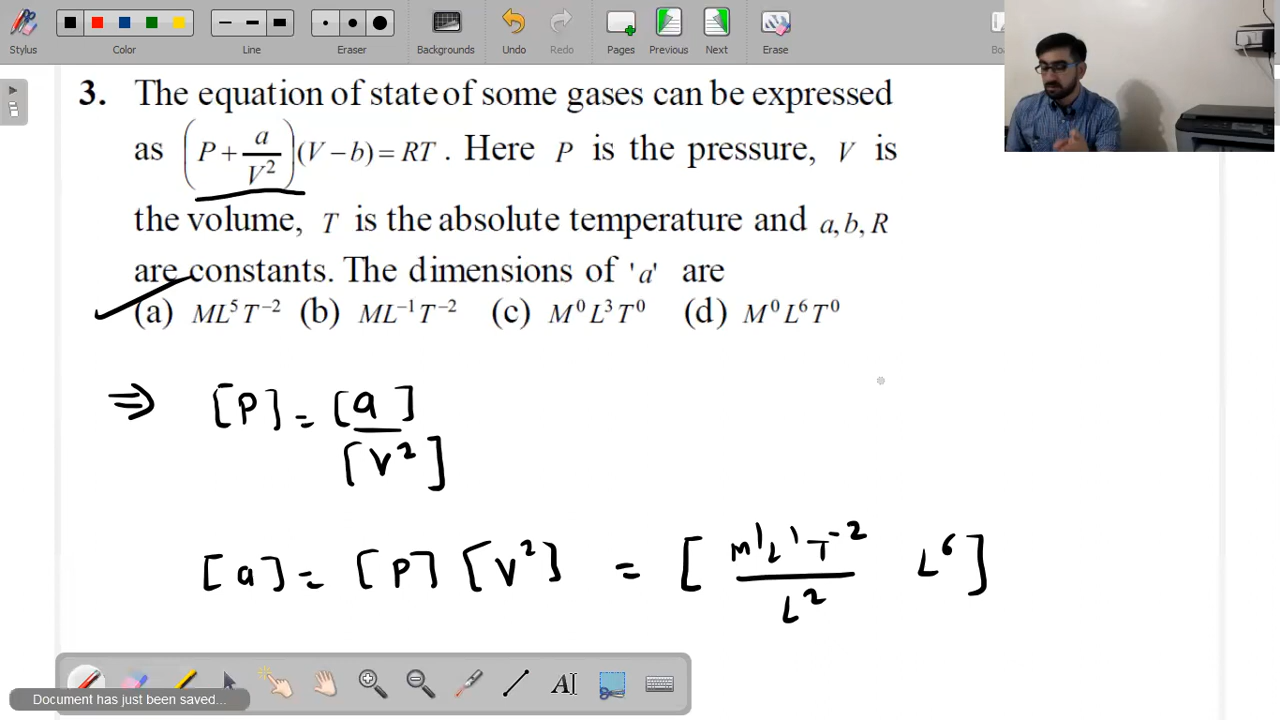 Stylus Color Line Eraser Backgrounds Undo Redo Pages Previous Next Erase
3. The equation of state of some gases can be expressed
as (P + a/V²)(V − b) = RT . Here P is the pressure, V is
the volume, T is the absolute temperature and a, b, R
are constants. The dimensions of 'a' are
(a) ML⁵T⁻² (b) ML⁻¹T⁻² (c) M⁰L³T⁰ (d) M⁰L⁶T⁰
⇒ [P] = [a]/[V²]
[a] = [P] [V²] = [M¹L¹T⁻²/L² L⁶]
AI
Document has just been saved...